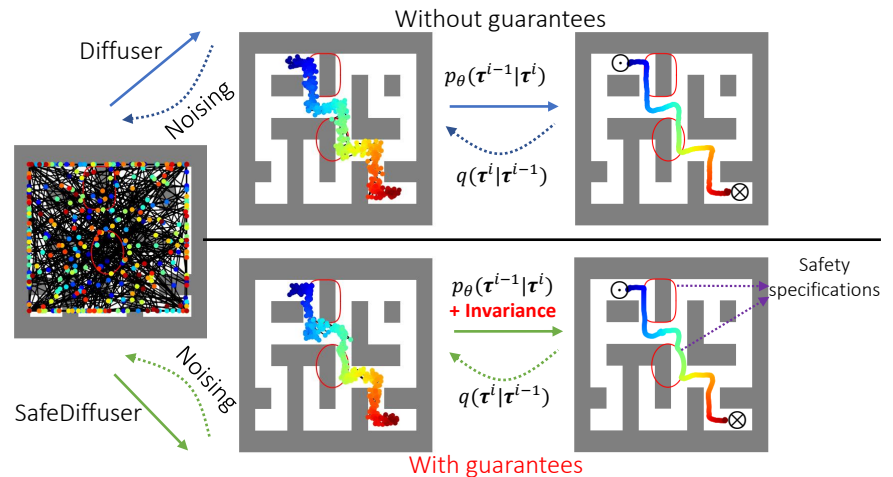 Without guarantees
Diffuser
Noising
p_θ(τ^{i−1}|τ^i)
q(τ^i|τ^{i−1})
Safety
specifications
p_θ(τ^{i−1}|τ^i)
+ Invariance
q(τ^i|τ^{i−1})
Noising
SafeDiffuser
With guarantees